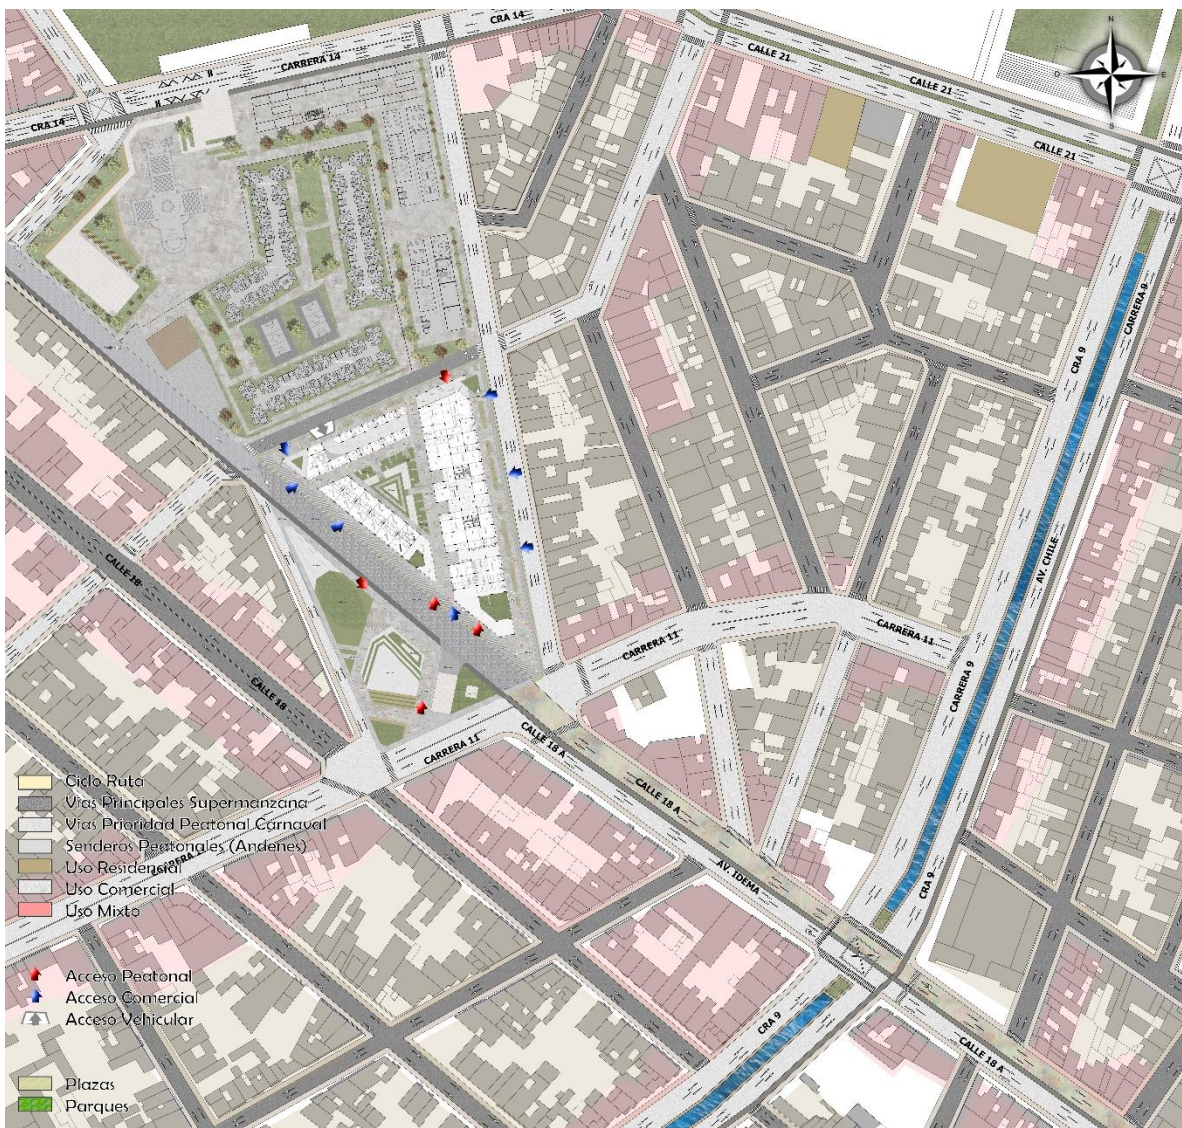 CRA 14
CRA 14
CARRERA 14
CRA 14
CALLE 21
CALLE 21
CALLE 21
N
O
E
S
CRA 9
CARRERA 9
AV. CHILE
CALLE 18
CALLE 18
CARRERA 11
CARRERA 11
CARRERA 9
CARRERA 11
CALLE 18 A
CALLE 18 A
AV. IDEMA
CRA 9
CRA 9
CALLE 18 A
Ciclo Ruta
Vias Principales Supermanzana
Vias Prioridad Peatonal Carnaval
Senderos Peatonales (Andenes)
Uso Residencial
Uso Comercial
Uso Mixto
Acceso Peatonal
Acceso Comercial
Acceso Vehicular
Plazas
Parques